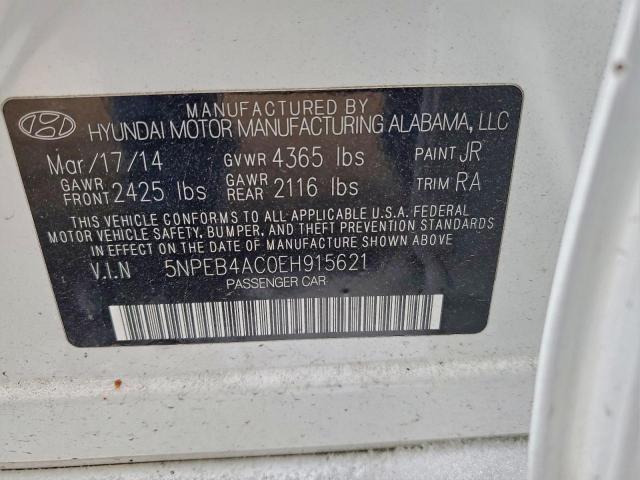 MANUFACTURED BY
HYUNDAI MOTOR MANUFACTURING ALABAMA, LLC
Mar/17/14 GVWR 4365 lbs PAINT JR
GAWR FRONT 2425 lbs GAWR REAR 2116 lbs TRIM RA
THIS VEHICLE CONFORMS TO ALL APPLICABLE U.S.A. FEDERAL
MOTOR VEHICLE SAFETY, BUMPER, AND THEFT PREVENTION STANDARDS
IN EFFECT ON THE DATE OF MANUFACTURE SHOWN ABOVE.
V.I.N 5NPEB4AC0EH915621
PASSENGER CAR